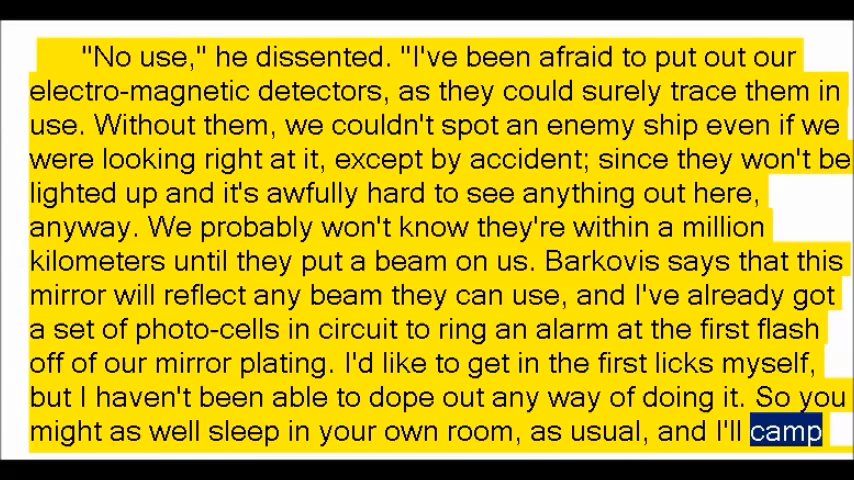 "No use," he dissented. "I've been afraid to put out our
electro-magnetic detectors, as they could surely trace them in
use. Without them, we couldn't spot an enemy ship even if we
were looking right at it, except by accident; since they won't be
lighted up and it's awfully hard to see anything out here,
anyway. We probably won't know they're within a million
kilometers until they put a beam on us. Barkovis says that this
mirror will reflect any beam they can use, and I've already got
a set of photo-cells in circuit to ring an alarm at the first flash
off of our mirror plating. I'd like to get in the first licks myself,
but I haven't been able to dope out any way of doing it. So you
might as well sleep in your own room, as usual, and I'll camp